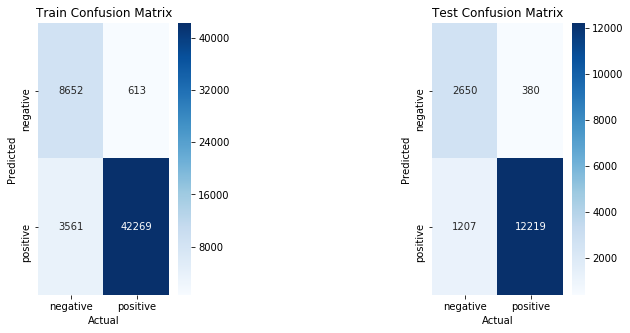 Train Confusion Matrix
Predicted
negative
positive
8652 613
3561 42269
negative positive
Actual
40000
32000
24000
16000
8000
Test Confusion Matrix
Predicted
negative
positive
2650 380
1207 12219
negative positive
Actual
12000
10000
8000
6000
4000
2000